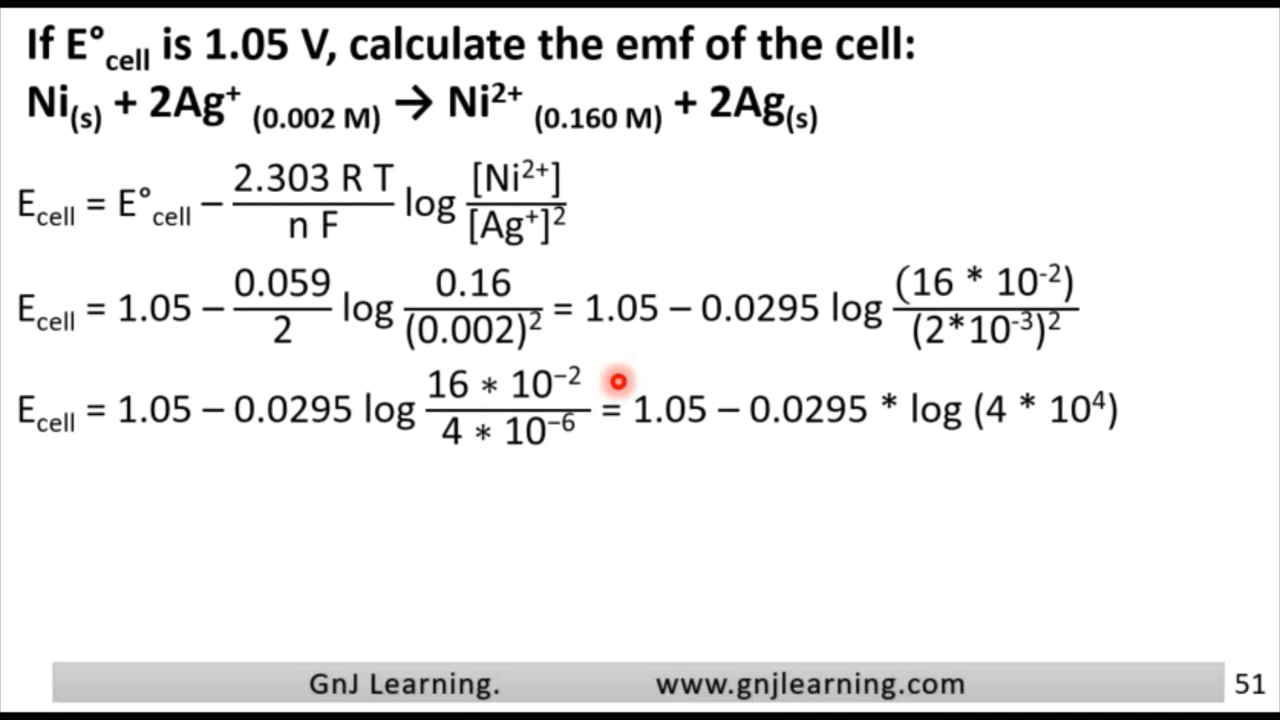 If E°cell is 1.05 V, calculate the emf of the cell:
Ni(s) + 2Ag⁺ (0.002 M) → Ni²⁺ (0.160 M) + 2Ag(s)
Ecell = E°cell – 2.303 R T / n F log [Ni²⁺] / [Ag⁺]²
Ecell = 1.05 – 0.059 / 2 log 0.16 / (0.002)² = 1.05 – 0.0295 log (16 * 10⁻²) / (2*10⁻³)²
Ecell = 1.05 – 0.0295 log 16 * 10⁻² / 4 * 10⁻⁶ = 1.05 – 0.0295 * log (4 * 10⁴)
GnJ Learning. www.gnjlearning.com 51